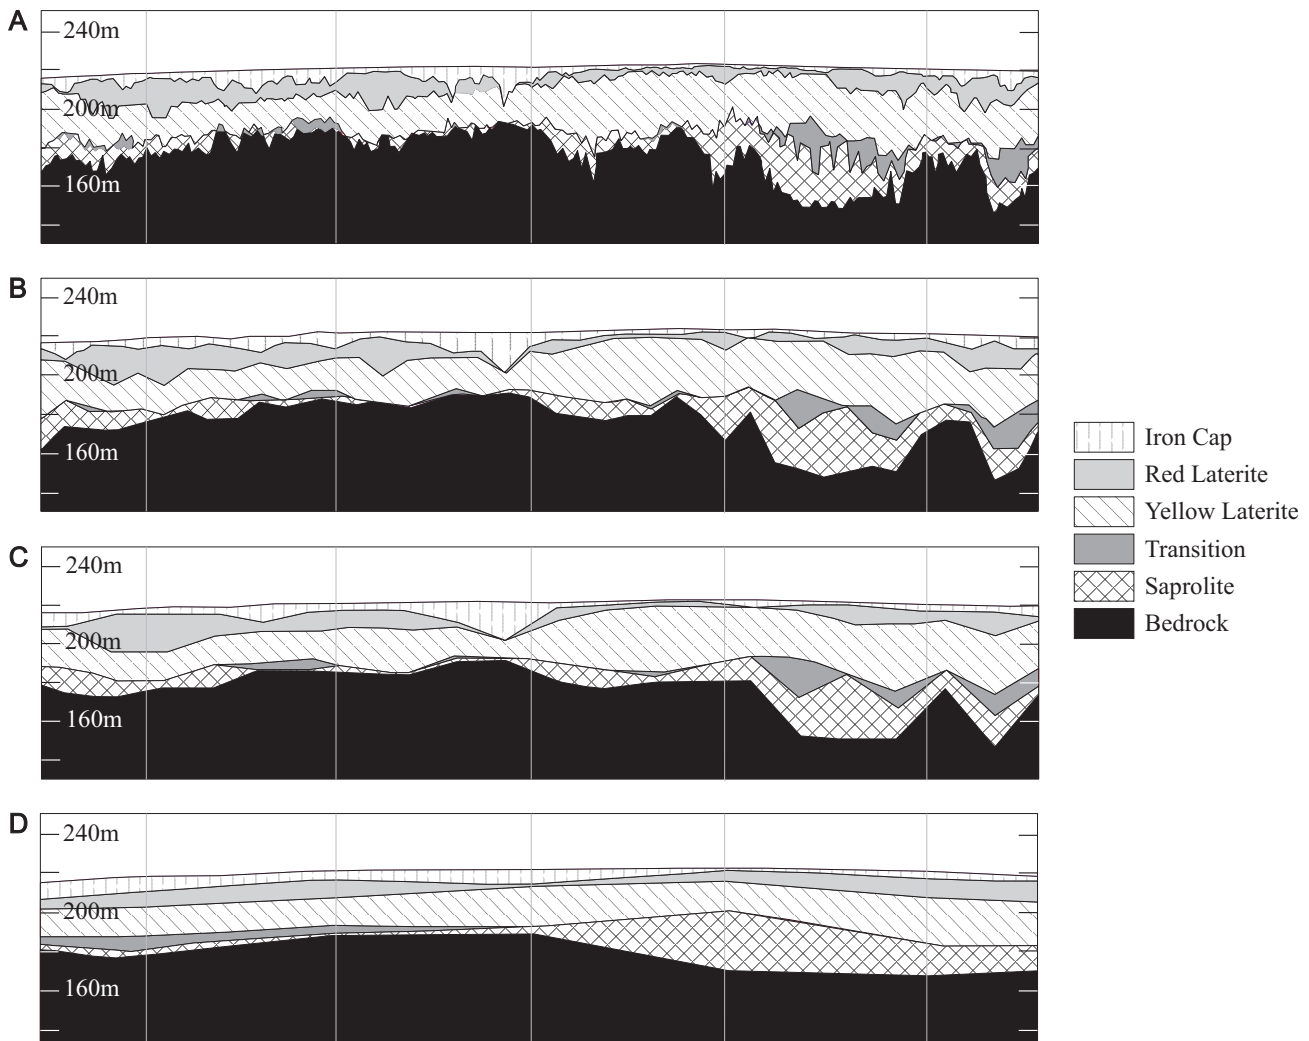 A
240m
200m
160m
B
240m
200m
160m
C
240m
200m
160m
D
240m
200m
160m
Iron Cap
Red Laterite
Yellow Laterite
Transition
Saprolite
Bedrock